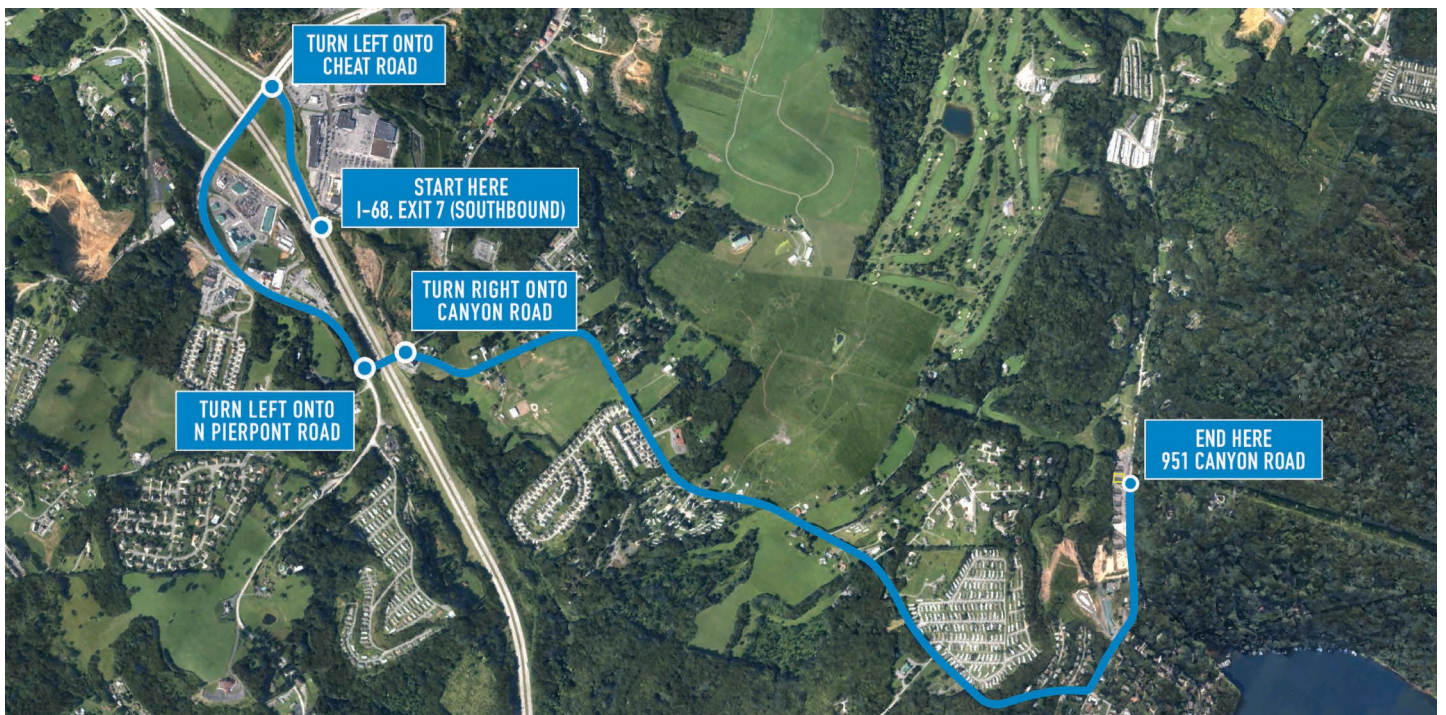 TURN LEFT ONTO
CHEAT ROAD
START HERE
I-68, EXIT 7 (SOUTHBOUND)
TURN RIGHT ONTO
CANYON ROAD
TURN LEFT ONTO
N PIERPONT ROAD
END HERE
951 CANYON ROAD